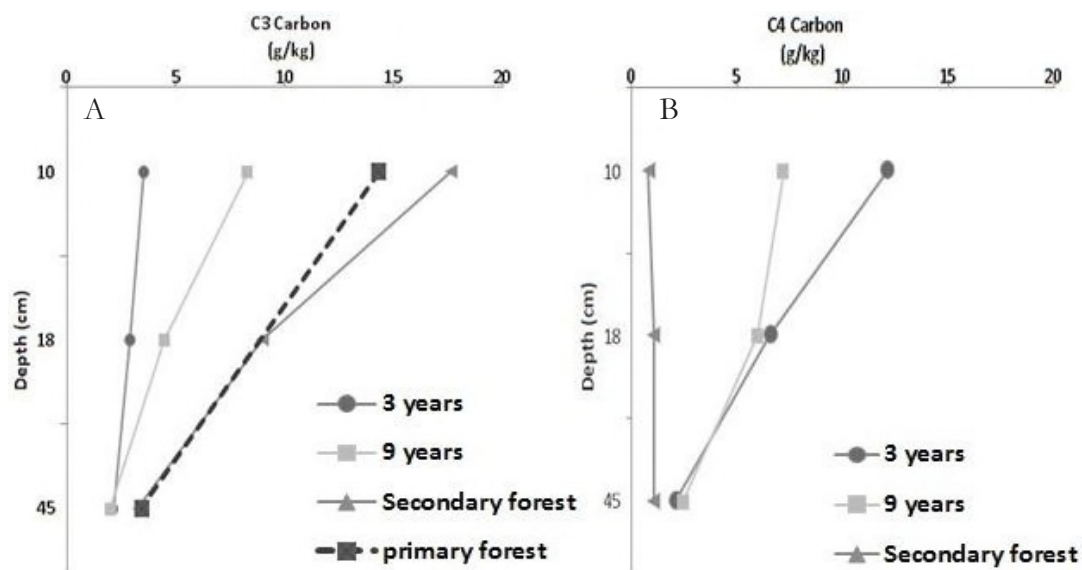 C3 Carbon
(g/kg)
0 5 10 15 20
A
10
18
45
Depth (cm)
3 years
9 years
Secondary forest
primary forest
C4 Carbon
(g/kg)
0 5 10 15 20
B
10
18
45
Depth (cm)
3 years
9 years
Secondary forest